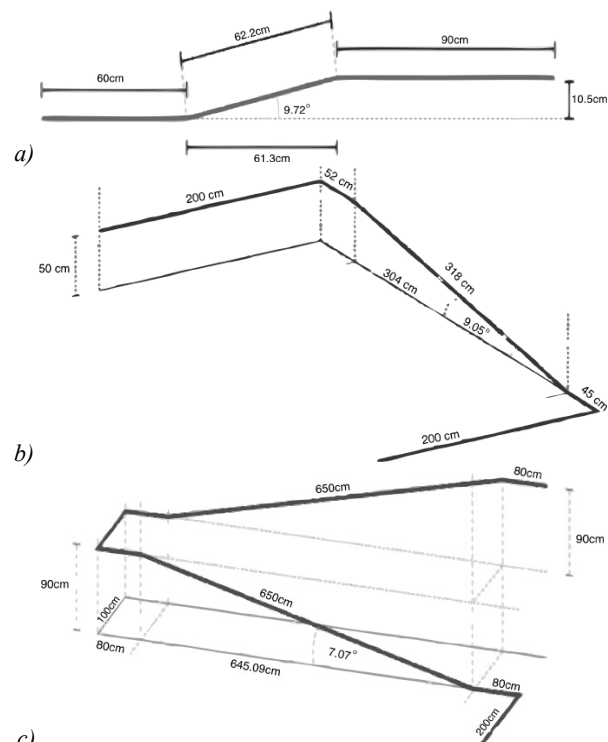 62.2cm
90cm
60cm
9.72°
10.5cm
61.3cm
a)
52 cm
200 cm
50 cm
304 cm
318 cm
9.05°
45 cm
200 cm
b)
80cm
650cm
90cm
90cm
650cm
100cm
7.07°
80cm
645.09cm
80cm
200cm
c)